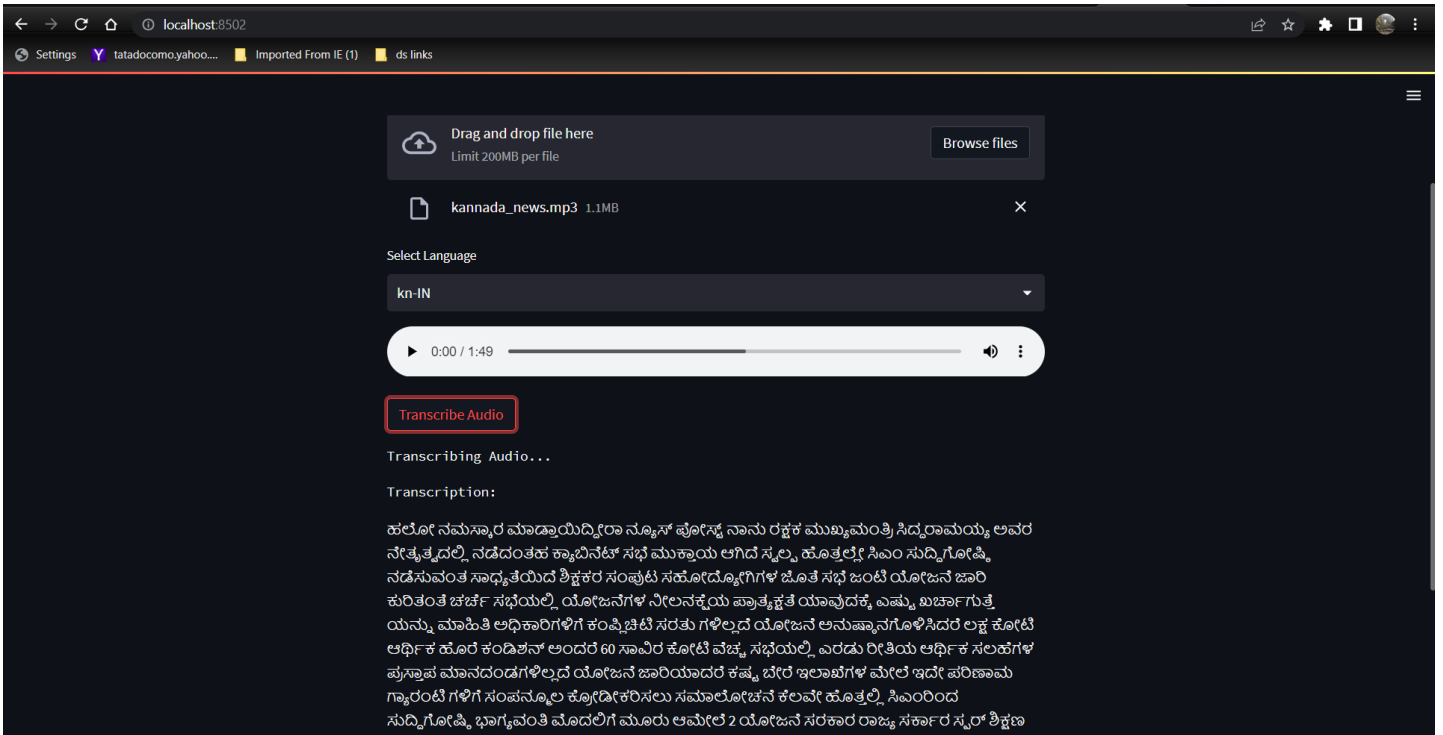 localhost:8502
Settings
tatadocomo.yahoo....
Imported From IE (1)
ds links
Drag and drop file here
Limit 200MB per file
Browse files
kannada_news.mp3 1.1MB
Select Language
kn-IN
0:00 / 1:49
Transcribe Audio
Transcribing Audio...
Transcription:
ಹಲೋ ನಮಸ್ಕಾರ ಮಾಡ್ತಾಯಿದ್ದೀರಾ ನ್ಯೂಸ್ ಪೋಸ್ಟ್ ನಾನು ರಕ್ಷಕ ಮುಖ್ಯಮಂತ್ರಿ ಸಿದ್ದರಾಮಯ್ಯ ಅವರ
ನೇತೃತ್ವದಲ್ಲಿ ನಡೆದಂತಹ ಕ್ಯಾಬಿನೆಟ್ ಸಭೆ ಮುಕ್ತಾಯ ಆಗಿದೆ ಸ್ವಲ್ಪ ಹೊತ್ತಲ್ಲೇ ಸಿಎಂ ಸುದ್ದಿಗೋಷ್ಠಿ
ನಡೆಸುವಂತ ಸಾಧ್ಯತೆಯಿದೆ ಶಿಕ್ಷಕರ ಸಂಪುಟ ಸಹೋದ್ಯೋಗಿಗಳ ಜೊತೆ ಸಭೆ ಜಂಟಿ ಯೋಜನೆ ಜಾರಿ
ಕುರಿತಂತೆ ಚರ್ಚೆ ಸಭೆಯಲ್ಲಿ ಯೋಜನೆಗಳ ನೀಲನಕ್ಷೆಯ ಪ್ರಾತ್ಯಕ್ಷತೆ ಯಾವುದಕ್ಕೆ ಎಷ್ಟು ಖರ್ಚಾಗುತ್ತೆ
ಯನ್ನು ಮಾಹಿತಿ ಅಧಿಕಾರಿಗಳಿಗೆ ಕಂಪ್ಲಿಚಿಟಿ ಸರತು ಗಳಿಲ್ಲದೆ ಯೋಜನೆ ಅನುಷ್ಠಾನಗೊಳಿಸಿದರೆ ಲಕ್ಷ ಕೋಟಿ
ಆರ್ಥಿಕ ಹೊರೆ ಕಂಡಿಶನ್ ಅಂದರೆ 60 ಸಾವಿರ ಕೋಟಿ ವೆಚ್ಚ ಸಭೆಯಲ್ಲಿ ಎರಡು ರೀತಿಯ ಆರ್ಥಿಕ ಸಲಹೆಗಳ
ಪ್ರಸ್ತಾಪ ಮಾನದಂಡಗಳಿಲ್ಲದೆ ಯೋಜನೆ ಜಾರಿಯಾದರೆ ಕಷ್ಟ ಬೇರೆ ಇಲಾಖೆಗಳ ಮೇಲೆ ಇದೇ ಪರಿಣಾಮ
ಗ್ಯಾರಂಟಿ ಗಳಿಗೆ ಸಂಪನ್ಮೂಲ ಕ್ರೋಡೀಕರಿಸಲು ಸಮಾಲೋಚನೆ ಕೆಲವೇ ಹೊತ್ತಲ್ಲಿ ಸಿಎಂರಿಂದ
ಸುದ್ದಿಗೋಷ್ಠಿ ಭಾಗ್ಯವಂತಿ ಮೊದಲಿಗೆ ಮೂರು ಆಮೇಲೆ 2 ಯೋಜನೆ ಸರಕಾರ ರಾಜ್ಯ ಸರ್ಕಾರ ಸ್ಪರ್ ಶಿಕ್ಷಣ